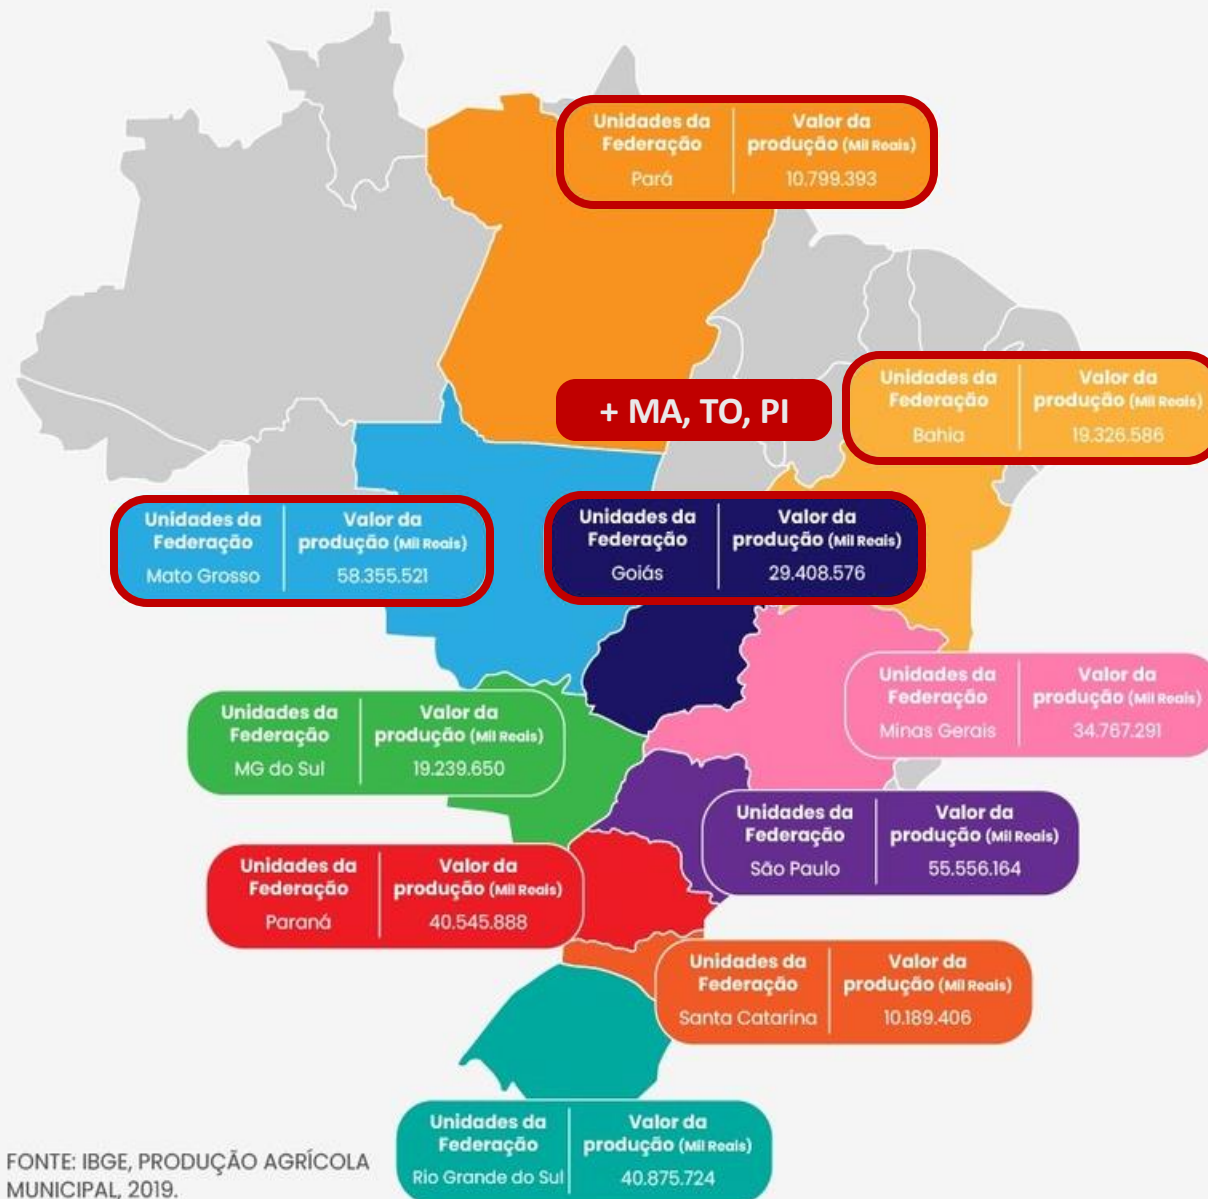 Unidades da
Federação
Valor da
produção (Mil Reais)
Pará
10.799.393
+ MA, TO, PI
Unidades da
Federação
Valor da
produção (Mil Reais)
Bahia
19.326.586
Unidades da
Federação
Valor da
produção (Mil Reais)
Mato Grosso
58.355.521
Unidades da
Federação
Valor da
produção (Mil Reais)
Goiás
29.408.576
Unidades da
Federação
Valor da
produção (Mil Reais)
Minas Gerais
34.767.291
Unidades da
Federação
Valor da
produção (Mil Reais)
MG do Sul
19.239.650
Unidades da
Federação
Valor da
produção (Mil Reais)
São Paulo
55.556.164
Unidades da
Federação
Valor da
produção (Mil Reais)
Paraná
40.545.888
Unidades da
Federação
Valor da
produção (Mil Reais)
Santa Catarina
10.189.406
Unidades da
Federação
Valor da
produção (Mil Reais)
Rio Grande do Sul
40.875.724
FONTE: IBGE, PRODUÇÃO AGRÍCOLA
MUNICIPAL, 2019.